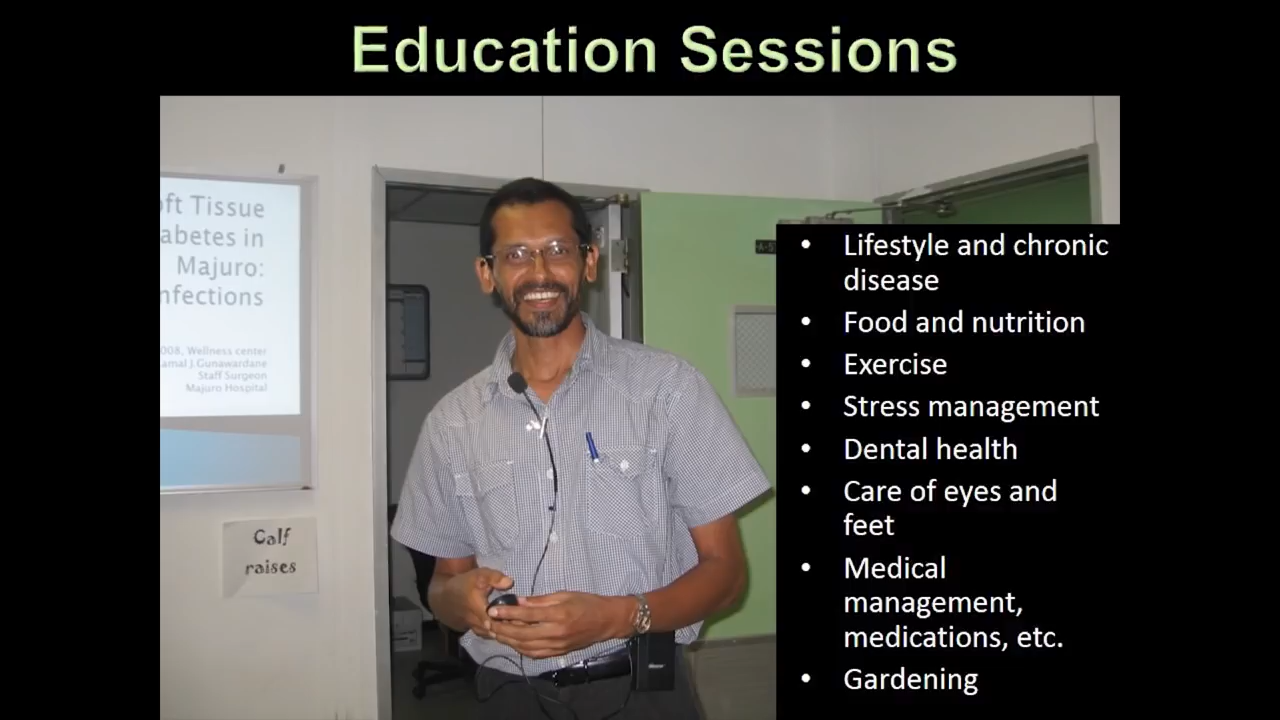 Education Sessions
oft Tissue
abetes in
Majuro:
nfections
008, Wellness center
amal J.Gunawardane
Staff Surgeon
Majuro Hospital
Calf
raises
• Lifestyle and chronic
disease
• Food and nutrition
• Exercise
• Stress management
• Dental health
• Care of eyes and
feet
• Medical
management,
medications, etc.
• Gardening